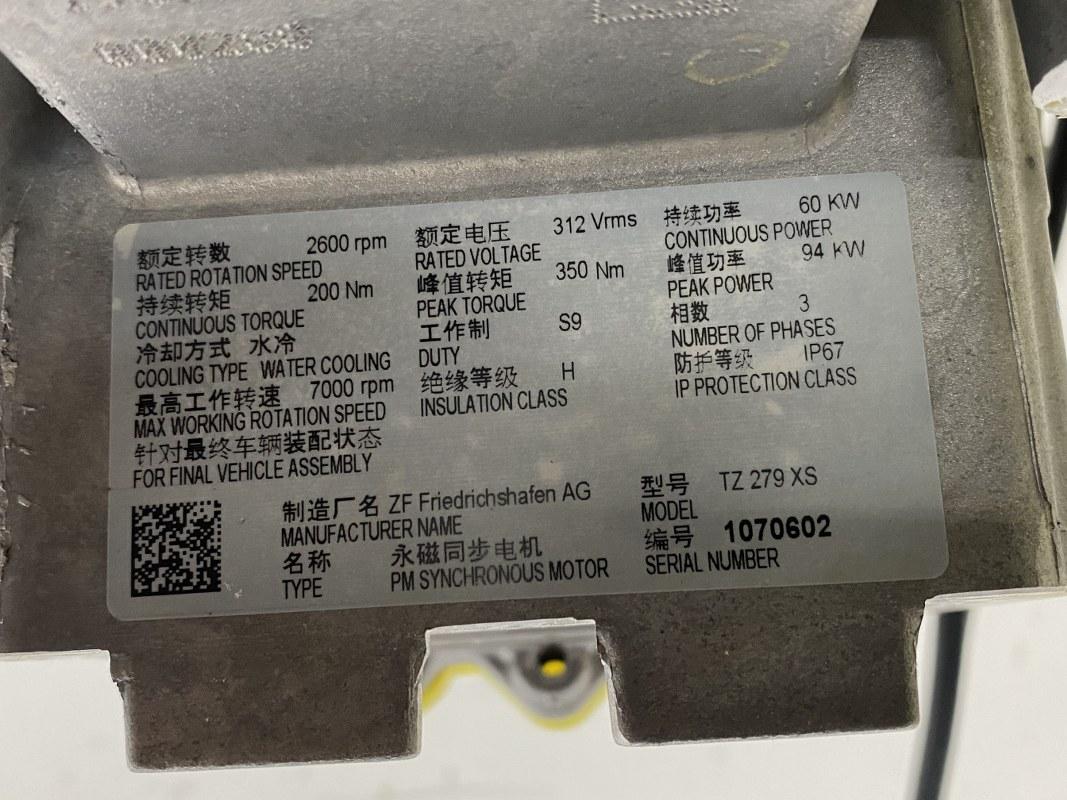 额定转数 2600 rpm
RATED ROTATION SPEED
持续转矩 200 Nm
CONTINUOUS TORQUE
冷却方式 水冷
COOLING TYPE WATER COOLING
最高工作转速 7000 rpm
MAX WORKING ROTATION SPEED
针对最终车辆装配状态
FOR FINAL VEHICLE ASSEMBLY
额定电压 312 Vrms
RATED VOLTAGE
峰值转矩 350 Nm
PEAK TORQUE
工作制 S9
DUTY
绝缘等级 H
INSULATION CLASS
持续功率 60 KW
CONTINUOUS POWER
峰值功率 94 KW
PEAK POWER
相数 3
NUMBER OF PHASES
防护等级 IP67
IP PROTECTION CLASS
制造厂名 ZF Friedrichshafen AG
MANUFACTURER NAME
名称 永磁同步电机
TYPE PM SYNCHRONOUS MOTOR
型号 TZ 279 XS
MODEL
编号 1070602
SERIAL NUMBER